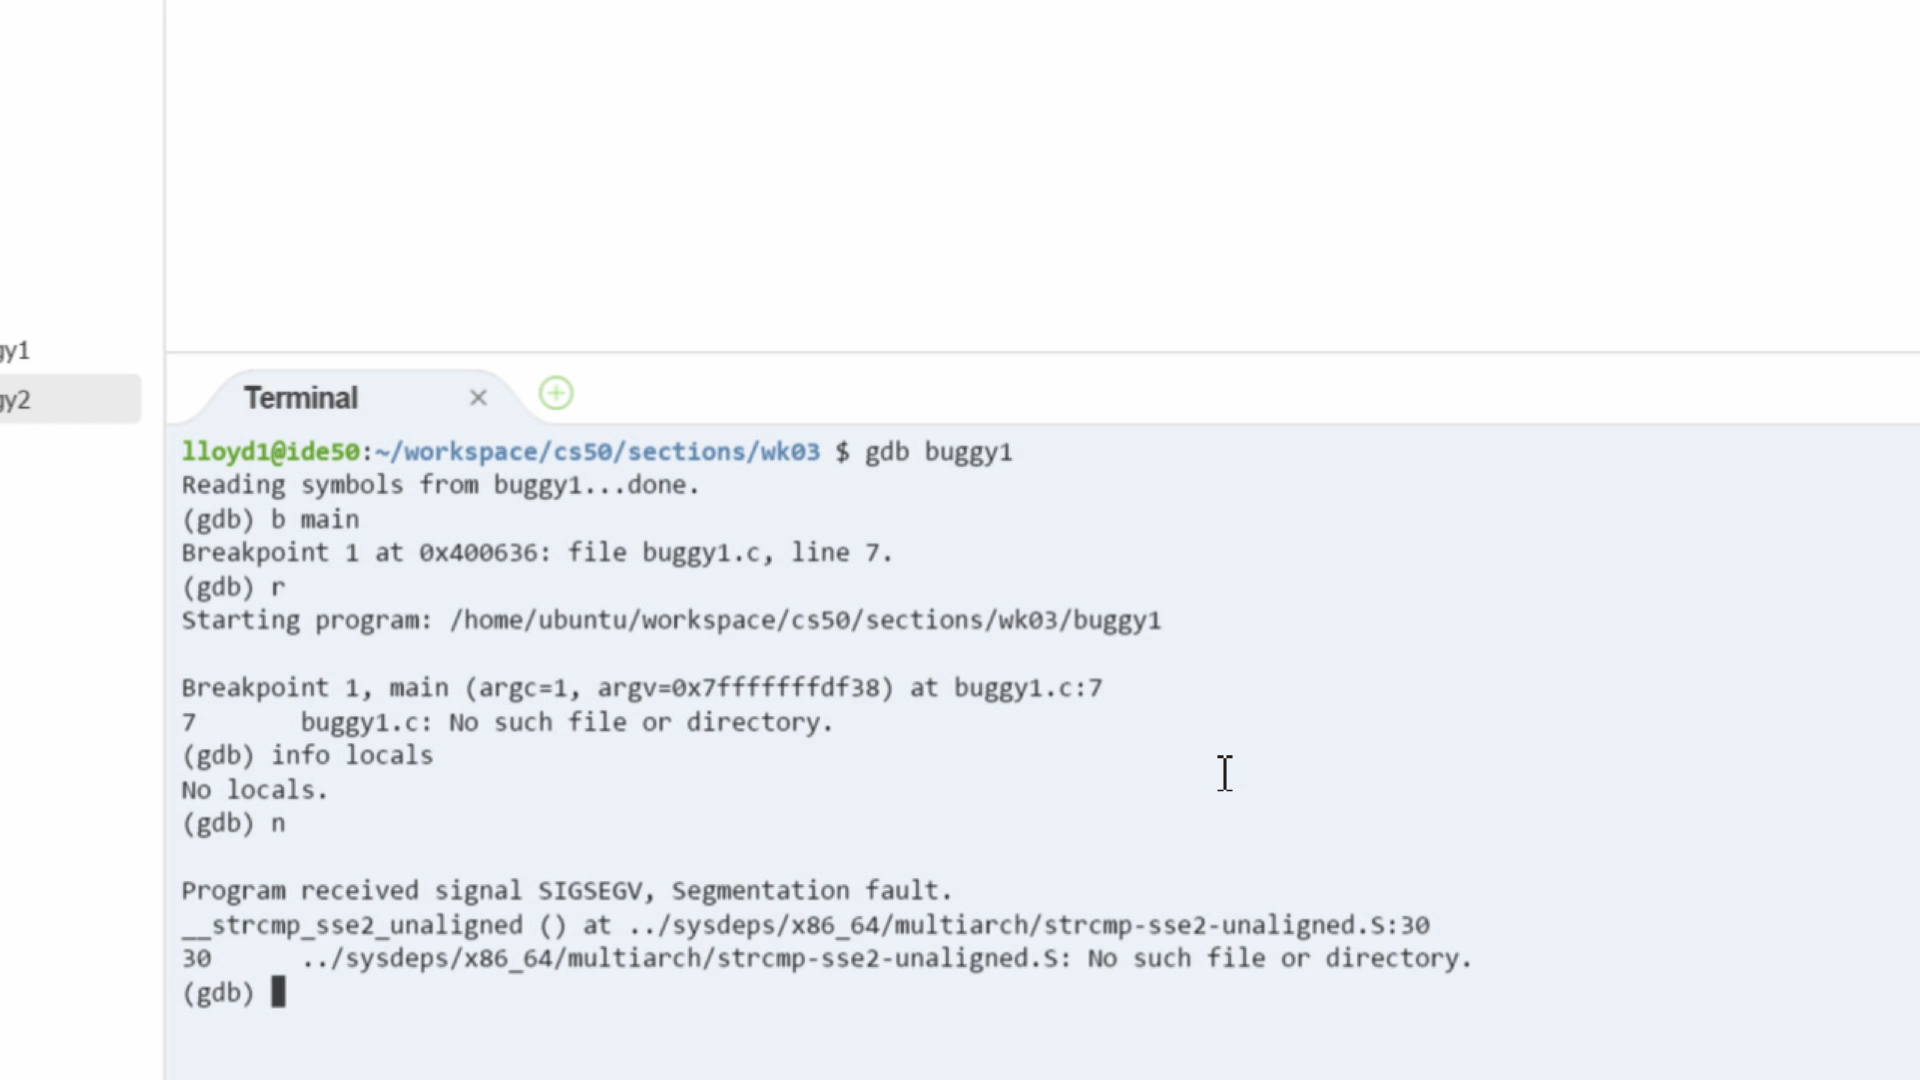 gy1
gy2
Terminal
lloyd1@ide50:~/workspace/cs50/sections/wk03 $ gdb buggy1
Reading symbols from buggy1...done.
(gdb) b main
Breakpoint 1 at 0x400636: file buggy1.c, line 7.
(gdb) r
Starting program: /home/ubuntu/workspace/cs50/sections/wk03/buggy1
Breakpoint 1, main (argc=1, argv=0x7fffffffdf38) at buggy1.c:7
7       buggy1.c: No such file or directory.
(gdb) info locals
No locals.
(gdb) n
Program received signal SIGSEGV, Segmentation fault.
__strcmp_sse2_unaligned () at ../sysdeps/x86_64/multiarch/strcmp-sse2-unaligned.S:30
30      ../sysdeps/x86_64/multiarch/strcmp-sse2-unaligned.S: No such file or directory.
(gdb)